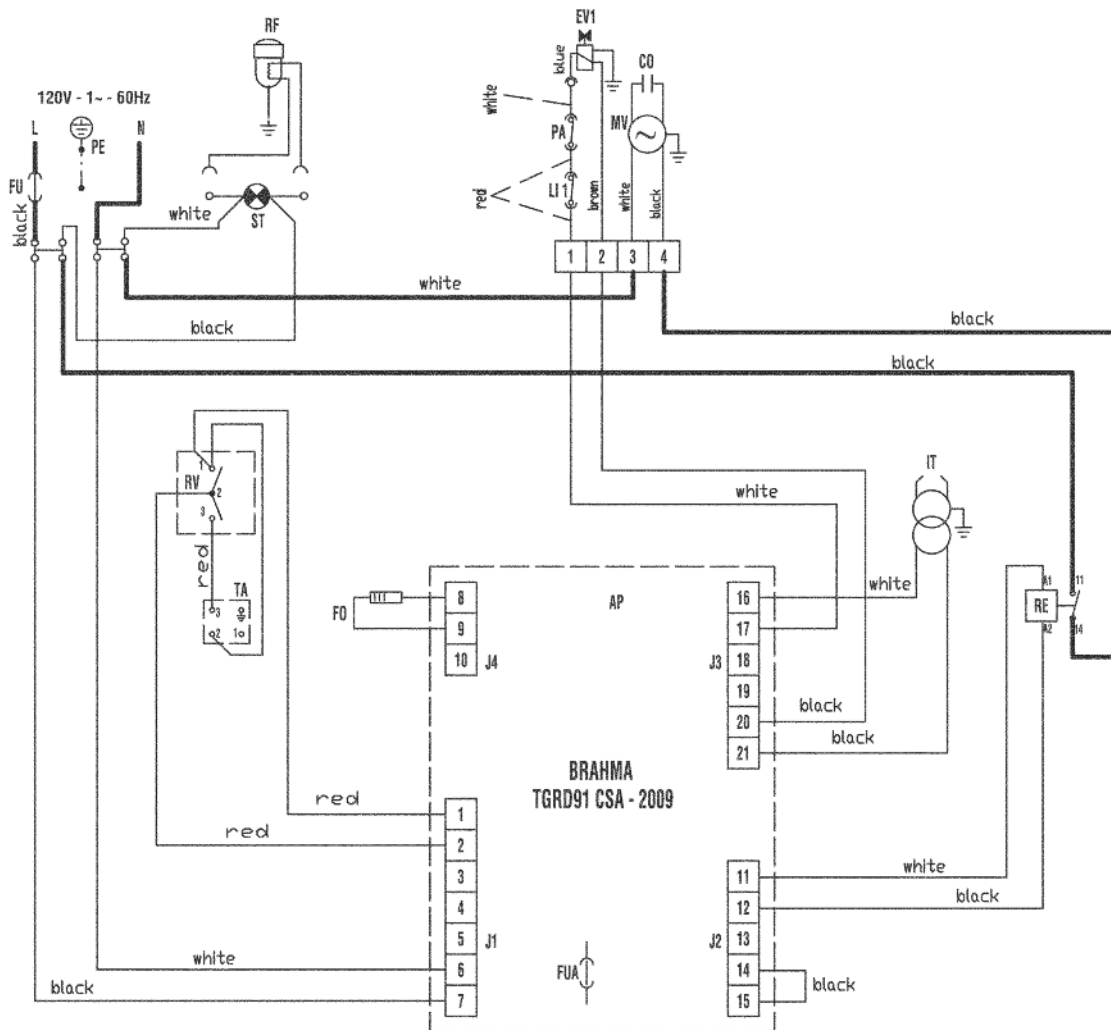 EV1
RF
CO
blue
120V - 1~ - 60Hz
white
L
N
PE
MV
PA
FU
LI 1
red
brown
white
black
black
white
ST
1 2 3 4
white
black
black
black
1
RV
2
3
IT
white
red
TA
3
2 1
white
A1 11
RE
A2 14
FO
8
9
10
J4
AP
16
17
18
19
20
21
J3
black
black
BRAHMA
TGRD91 CSA - 2009
red
red
1
2
3
4
5
6
7
J1
white
black
FUA
11
12
13
14
15
J2
white
black
black